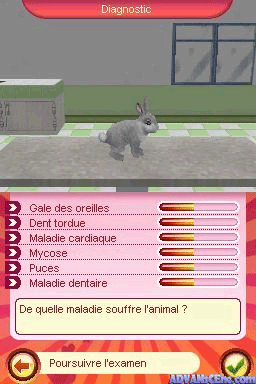 Diagnostic
Gale des oreilles
Dent tordue
Maladie cardiaque
Mycose
Puces
Maladie dentaire
De quelle maladie souffre l'animal ?
Poursuivre l'examen
ADVANsCEne.com